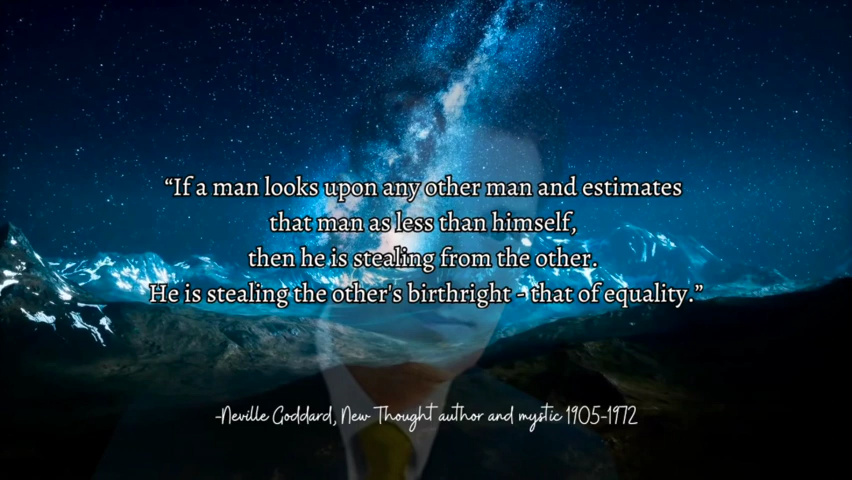 “If a man looks upon any other man and estimates
that man as less than himself,
then he is stealing from the other.
He is stealing the other's birthright - that of equality.”
-Neville Goddard, New Thought author and mystic 1905-1972